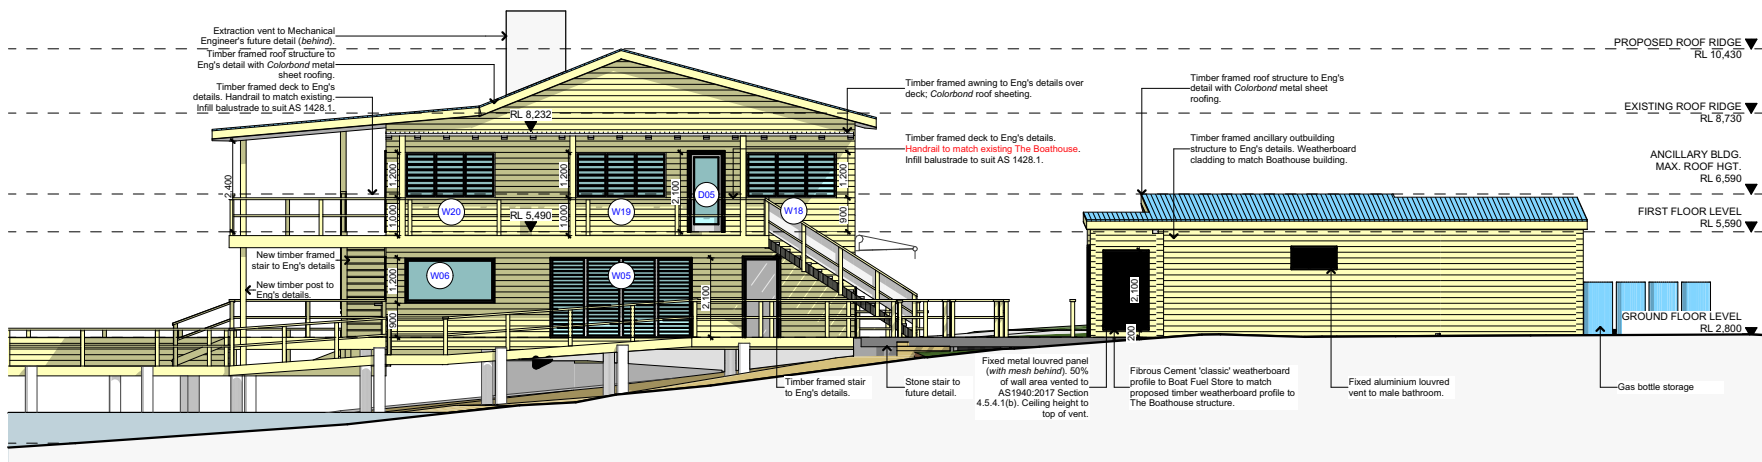 Extraction vent to Mechanical
Engineer's future detail (behind).
Timber framed roof structure to
Eng's detail with Colorbond metal
sheet roofing.
Timber framed deck to Eng's
details. Handrail to match existing.
Infill balustrade to suit AS 1428.1.
RL 8,232
Timber framed awning to Eng's details over
deck; Colorbond roof sheeting.
Timber framed deck to Eng's details.
Handrail to match existing The Boathouse.
Infill balustrade to suit AS 1428.1.
Timber framed roof structure to Eng's
detail with Colorbond metal sheet
roofing.
Timber framed ancillary outbuilding
structure to Eng's details. Weatherboard
cladding to match Boathouse building.
PROPOSED ROOF RIDGE
RL 10,430
EXISTING ROOF RIDGE
RL 8,730
ANCILLARY BLDG.
MAX. ROOF HGT.
RL 6,590
FIRST FLOOR LEVEL
RL 5,590
GROUND FLOOR LEVEL
RL 2,800
2,400
1,200
1,000
1,200
1,000
2,100
1,200
900
W20
RL 5,490
W19
D05
W18
New timber framed
stair to Eng's details
New timber post to
Eng's details.
1,200
900
W06
W05
2,100
2,100
200
Timber framed stair
to Eng's details.
Stone stair to
future detail.
Fixed metal louvred panel
(with mesh behind). 50%
of wall area vented to
AS1940:2017 Section
4.5.4.1(b). Ceiling height to
top of vent.
Fibrous Cement 'classic' weatherboard
profile to Boat Fuel Store to match
proposed timber weatherboard profile to
The Boathouse structure.
Fixed aluminium louvred
vent to male bathroom.
Gas bottle storage